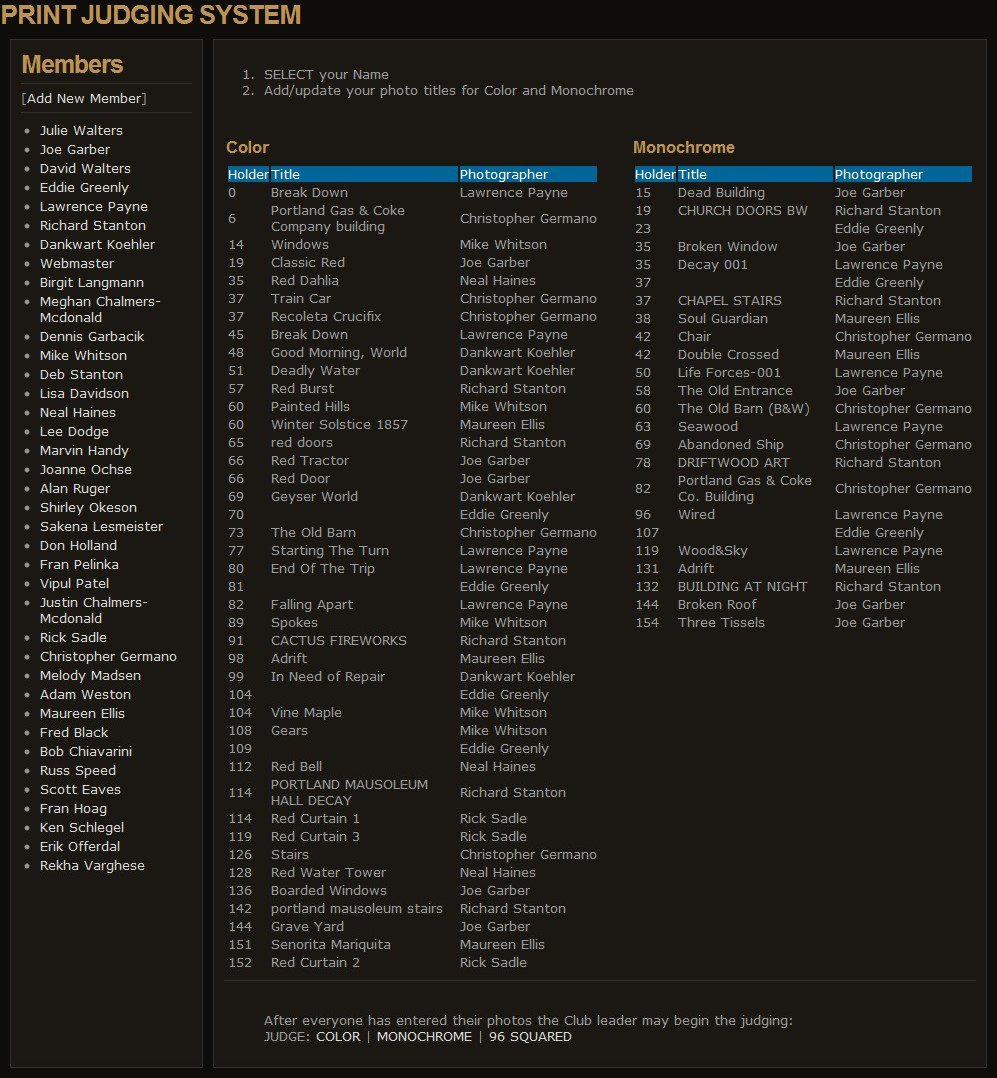 PRINT JUDGING SYSTEM
Members
[Add New Member]
Julie Walters
Joe Garber
David Walters
Eddie Greenly
Lawrence Payne
Richard Stanton
Dankwart Koehler
Webmaster
Birgit Langmann
Meghan Chalmers-
Mcdonald
Dennis Garbacik
Mike Whitson
Deb Stanton
Lisa Davidson
Neal Haines
Lee Dodge
Marvin Handy
Joanne Ochse
Alan Ruger
Shirley Okeson
Sakena Lesmeister
Don Holland
Fran Pelinka
Vipul Patel
Justin Chalmers-
Mcdonald
Rick Sadle
Christopher Germano
Melody Madsen
Adam Weston
Maureen Ellis
Fred Black
Bob Chiavarini
Russ Speed
Scott Eaves
Fran Hoag
Ken Schlegel
Erik Offerdal
Rekha Varghese
1. SELECT your Name
2. Add/update your photo titles for Color and Monochrome
Color
Holder Title Photographer
0 Break Down Lawrence Payne
6 Portland Gas & Coke
Company building Christopher Germano
14 Windows Mike Whitson
19 Classic Red Joe Garber
35 Red Dahlia Neal Haines
37 Train Car Christopher Germano
37 Recoleta Crucifix Christopher Germano
45 Break Down Lawrence Payne
48 Good Morning, World Dankwart Koehler
51 Deadly Water Dankwart Koehler
57 Red Burst Richard Stanton
60 Painted Hills Mike Whitson
60 Winter Solstice 1857 Maureen Ellis
65 red doors Richard Stanton
66 Red Tractor Joe Garber
66 Red Door Joe Garber
69 Geyser World Dankwart Koehler
70 Eddie Greenly
73 The Old Barn Christopher Germano
77 Starting The Turn Lawrence Payne
80 End Of The Trip Lawrence Payne
81 Eddie Greenly
82 Falling Apart Lawrence Payne
89 Spokes Mike Whitson
91 CACTUS FIREWORKS Richard Stanton
98 Adrift Maureen Ellis
99 In Need of Repair Dankwart Koehler
104 Eddie Greenly
104 Vine Maple Mike Whitson
108 Gears Mike Whitson
109 Eddie Greenly
112 Red Bell Neal Haines
114 PORTLAND MAUSOLEUM
HALL DECAY Richard Stanton
114 Red Curtain 1 Rick Sadle
119 Red Curtain 3 Rick Sadle
126 Stairs Christopher Germano
128 Red Water Tower Neal Haines
136 Boarded Windows Joe Garber
142 portland mausoleum stairs Richard Stanton
144 Grave Yard Joe Garber
151 Senorita Mariquita Maureen Ellis
152 Red Curtain 2 Rick Sadle
Monochrome
Holder Title Photographer
15 Dead Building Joe Garber
19 CHURCH DOORS BW Richard Stanton
23 Eddie Greenly
35 Broken Window Joe Garber
35 Decay 001 Lawrence Payne
37 Eddie Greenly
37 CHAPEL STAIRS Richard Stanton
38 Soul Guardian Maureen Ellis
42 Chair Christopher Germano
42 Double Crossed Maureen Ellis
50 Life Forces-001 Lawrence Payne
58 The Old Entrance Joe Garber
60 The Old Barn (B&W) Christopher Germano
63 Seawood Lawrence Payne
69 Abandoned Ship Christopher Germano
78 DRIFTWOOD ART Richard Stanton
82 Portland Gas & Coke
Co. Building Christopher Germano
96 Wired Lawrence Payne
107 Eddie Greenly
119 Wood&Sky Lawrence Payne
131 Adrift Maureen Ellis
132 BUILDING AT NIGHT Richard Stanton
144 Broken Roof Joe Garber
154 Three Tissels Joe Garber
After everyone has entered their photos the Club leader may begin the judging:
JUDGE: COLOR | MONOCHROME | 96 SQUARED